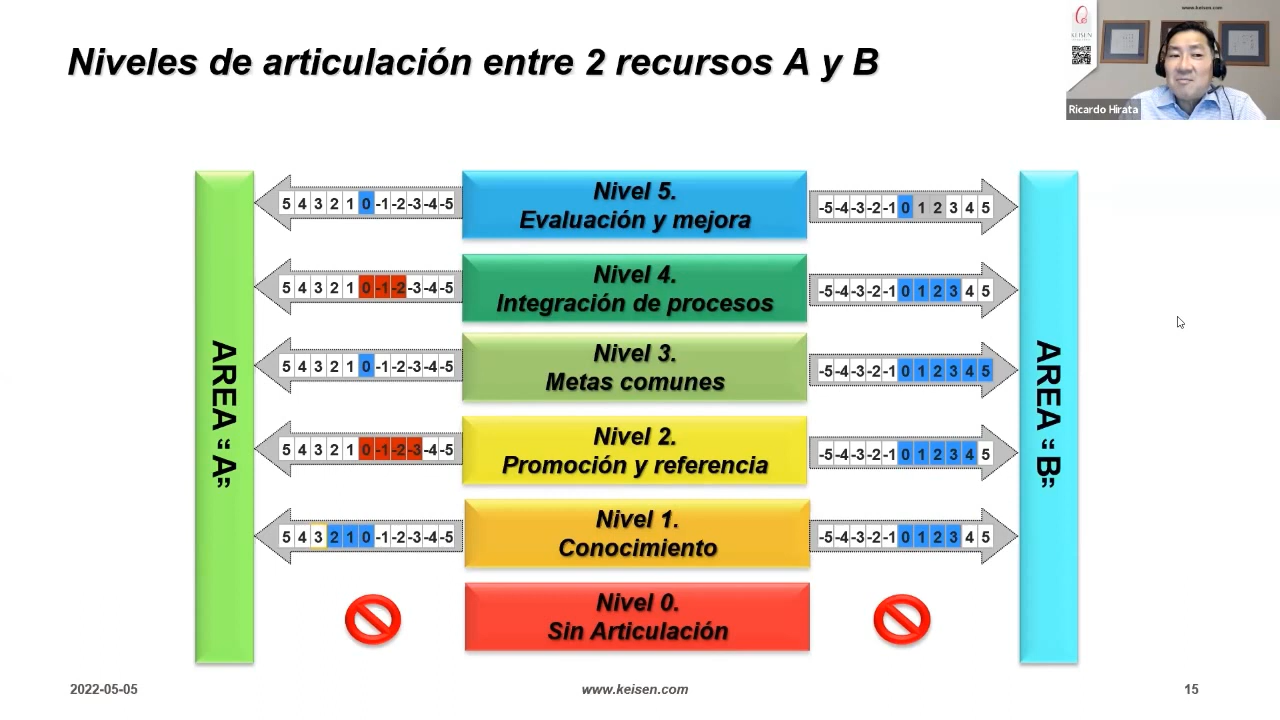 www.keisen.com
KEISEN
Ricardo Hirata
Niveles de articulación entre 2 recursos A y B
AREA “A”
AREA “B”
5 4 3 2 1 0 -1 -2 -3 -4 -5
Nivel 5.
Evaluación y mejora
-5 -4 -3 -2 -1 0 1 2 3 4 5
5 4 3 2 1 0 -1 -2 -3 -4 -5
Nivel 4.
Integración de procesos
-5 -4 -3 -2 -1 0 1 2 3 4 5
5 4 3 2 1 0 -1 -2 -3 -4 -5
Nivel 3.
Metas comunes
-5 -4 -3 -2 -1 0 1 2 3 4 5
5 4 3 2 1 0 -1 -2 -3 -4 -5
Nivel 2.
Promoción y referencia
-5 -4 -3 -2 -1 0 1 2 3 4 5
5 4 3 2 1 0 -1 -2 -3 -4 -5
Nivel 1.
Conocimiento
-5 -4 -3 -2 -1 0 1 2 3 4 5
Nivel 0.
Sin Articulación
2022-05-05
www.keisen.com
15